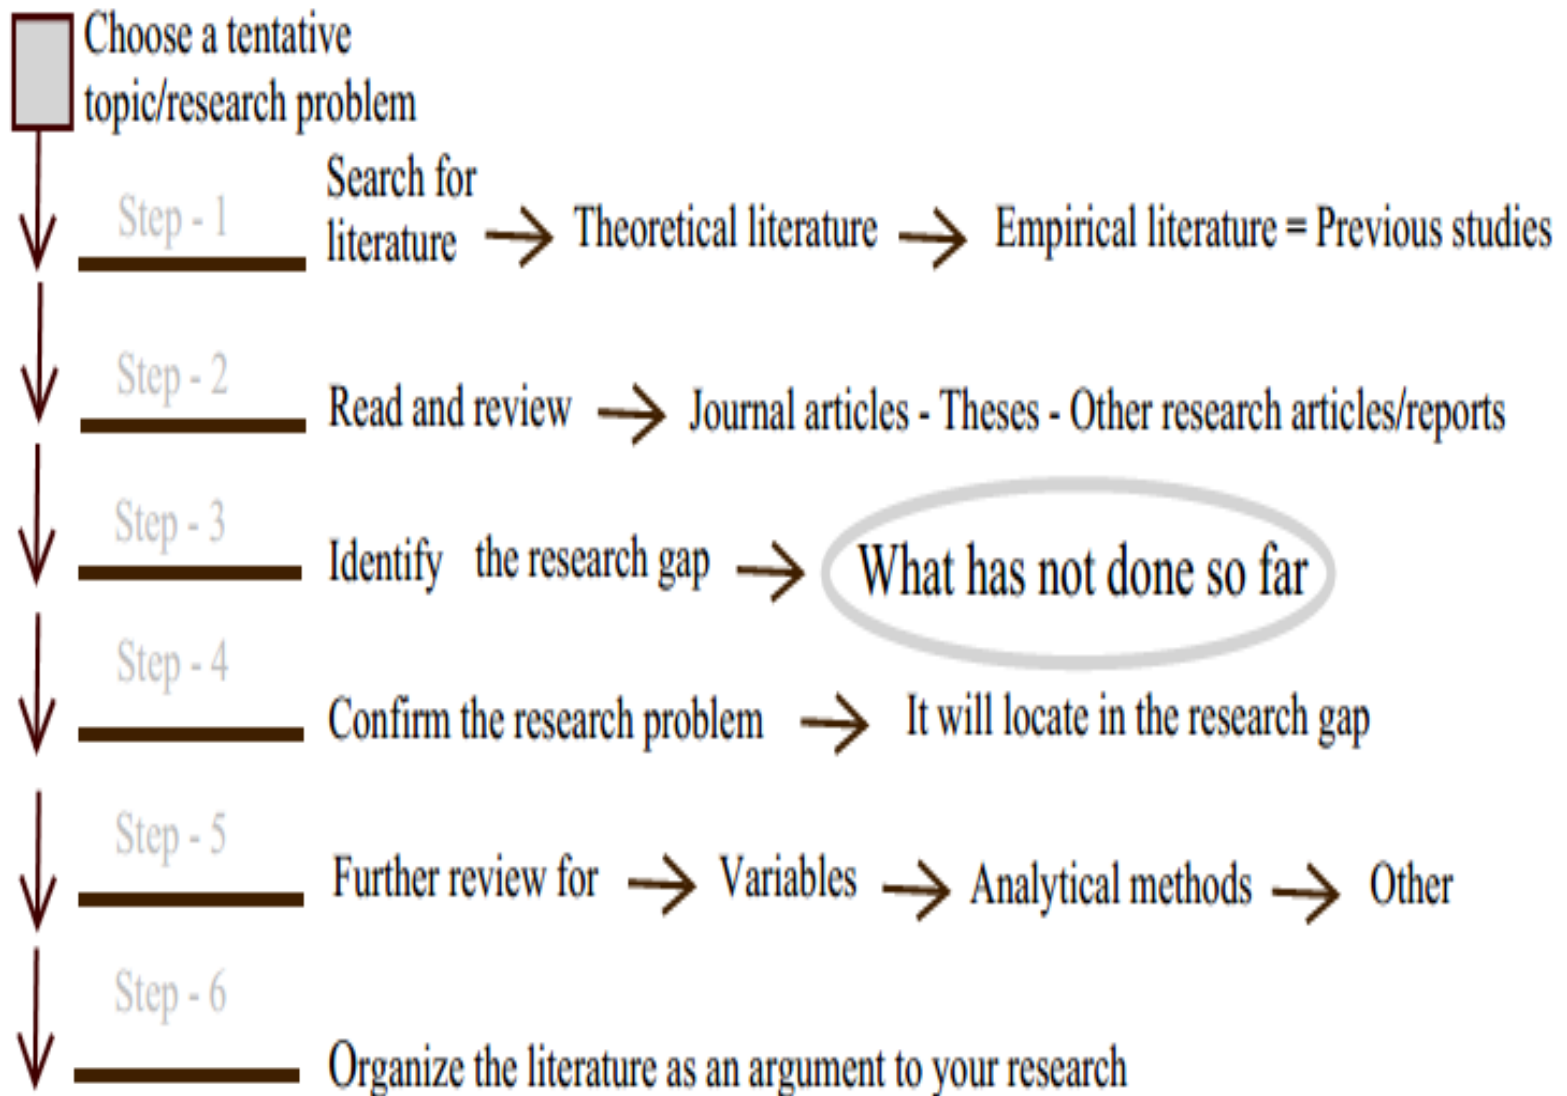 Choose a tentative
topic/research problem
Step - 1
Search for
literature
Theoretical literature
Empirical literature = Previous studies
Step - 2
Read and review
Journal articles - Theses - Other research articles/reports
Step - 3
Identify the research gap
What has not done so far
Step - 4
Confirm the research problem
It will locate in the research gap
Step - 5
Further review for
Variables
Analytical methods
Other
Step - 6
Organize the literature as an argument to your research